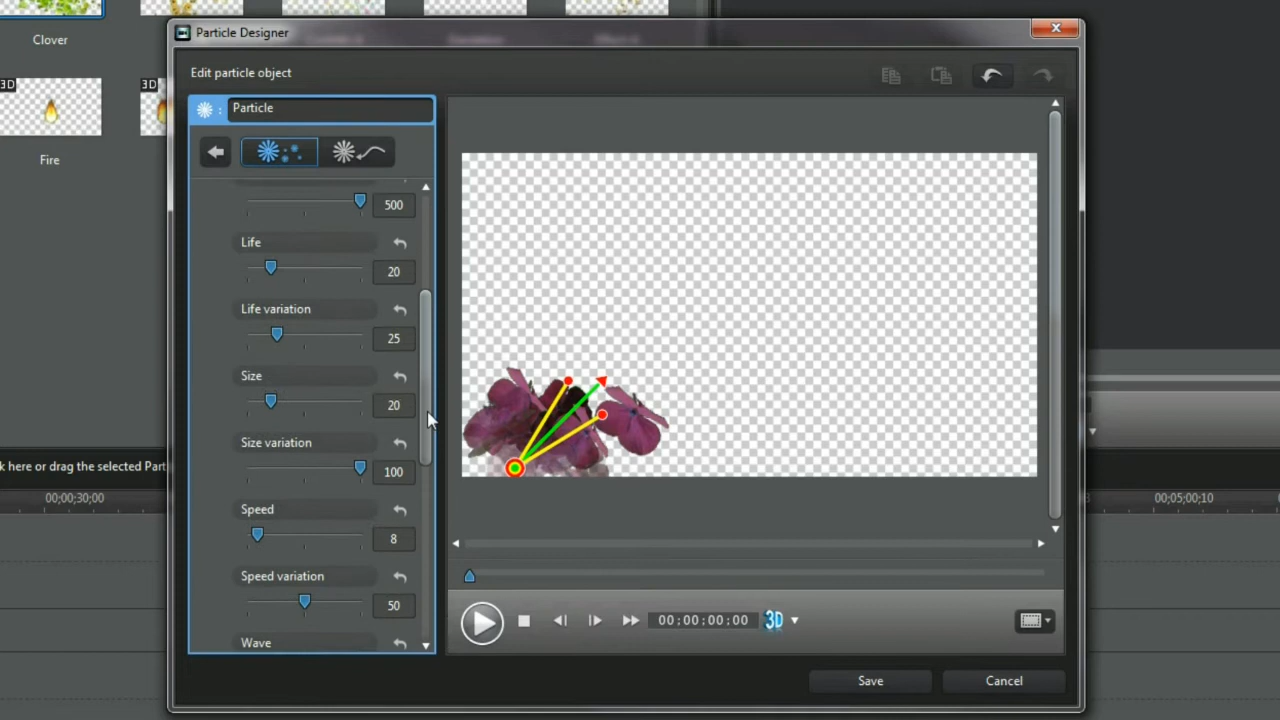 Clover
3D
3D
Fire
Particle Designer
Edit particle object
Particle
500
Life
20
Life variation
25
Size
20
Size variation
100
Speed
8
Speed variation
50
Wave
k here or drag the selected Part
00;00;30;00
00;05;00;10
00;00;00;00
3D
Save
Cancel